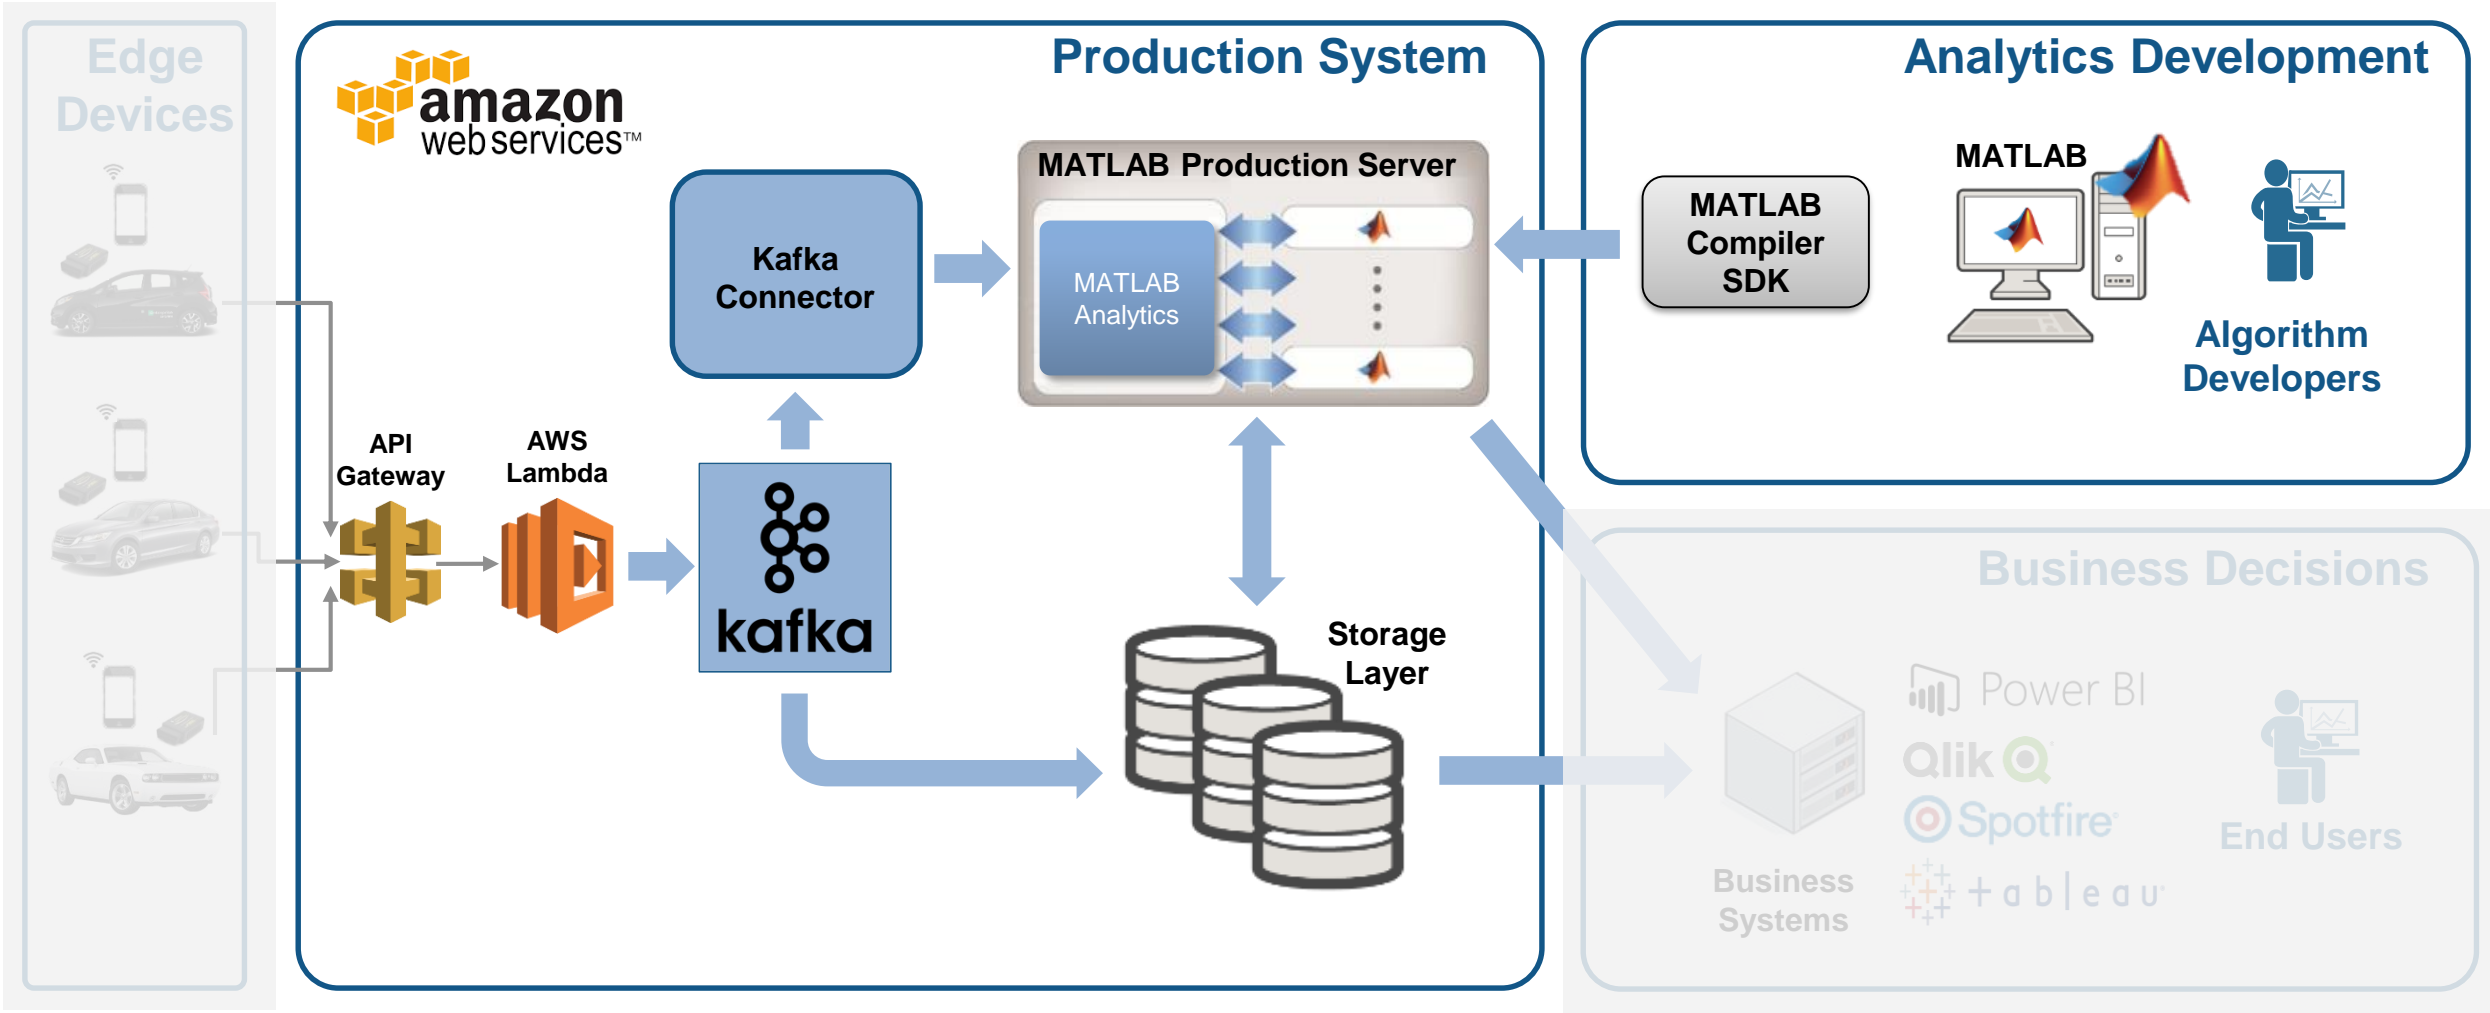 Edge
Devices
amazon
web services™
Production System
Kafka
Connector
MATLAB Production Server
MATLAB
Analytics
API
Gateway
AWS
Lambda
kafka
Storage
Layer
Analytics Development
MATLAB
Compiler
SDK
MATLAB
Algorithm
Developers
Business Decisions
Business
Systems
Power BI
Qlik
Spotfire
+ableau
End Users